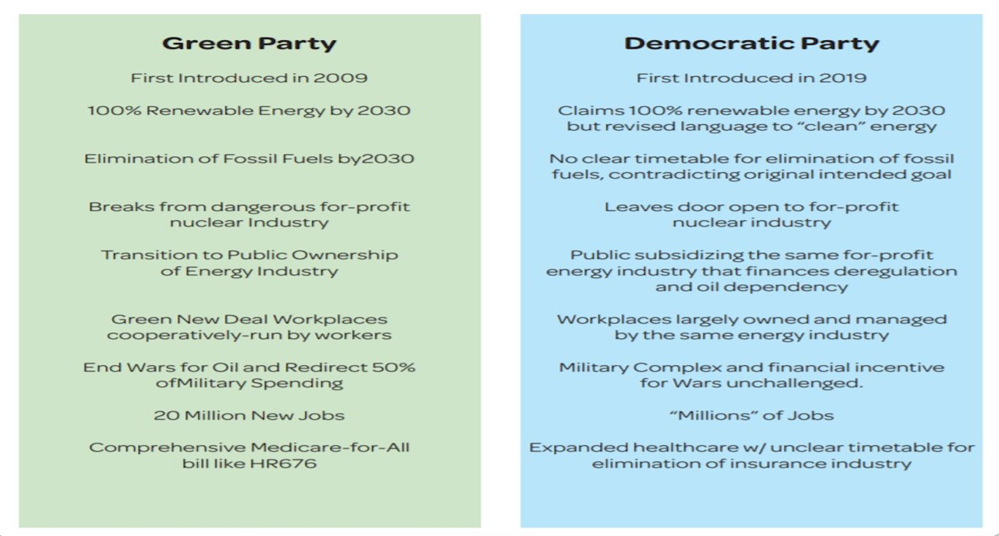 Green Party
First Introduced in 2009
100% Renewable Energy by 2030
Elimination of Fossil Fuels by2030
Breaks from dangerous for-profit
nuclear Industry
Transition to Public Ownership
of Energy Industry
Green New Deal Workplaces
cooperatively-run by workers
End Wars for Oil and Redirect 50%
ofMilitary Spending
20 Million New Jobs
Comprehensive Medicare-for-All
bill like HR676
Democratic Party
First Introduced in 2019
Claims 100% renewable energy by 2030
but revised language to “clean” energy
No clear timetable for elimination of fossil
fuels, contradicting original intended goal
Leaves door open to for-profit
nuclear industry
Public subsidizing the same for-profit
energy industry that finances deregulation
and oil dependency
Workplaces largely owned and managed
by the same energy industry
Military Complex and financial incentive
for Wars unchallenged.
“Millions” of Jobs
Expanded healthcare w/ unclear timetable for
elimination of insurance industry